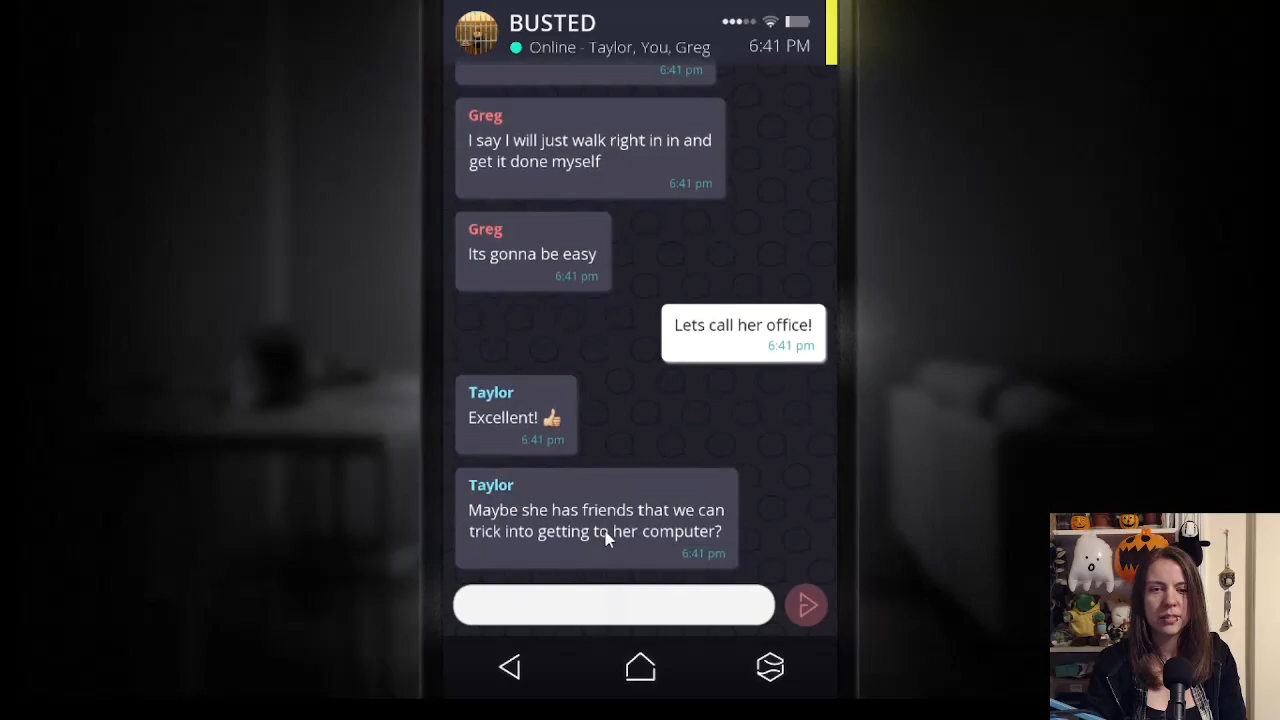 BUSTED
Online - Taylor, You, Greg
6:41 PM
6:41 pm
Greg
I say I will just walk right in in and
get it done myself
6:41 pm
Greg
Its gonna be easy
6:41 pm
Lets call her office!
6:41 pm
Taylor
Excellent! 👍🏼
6:41 pm
Taylor
Maybe she has friends that we can
trick into getting to her computer?
6:41 pm